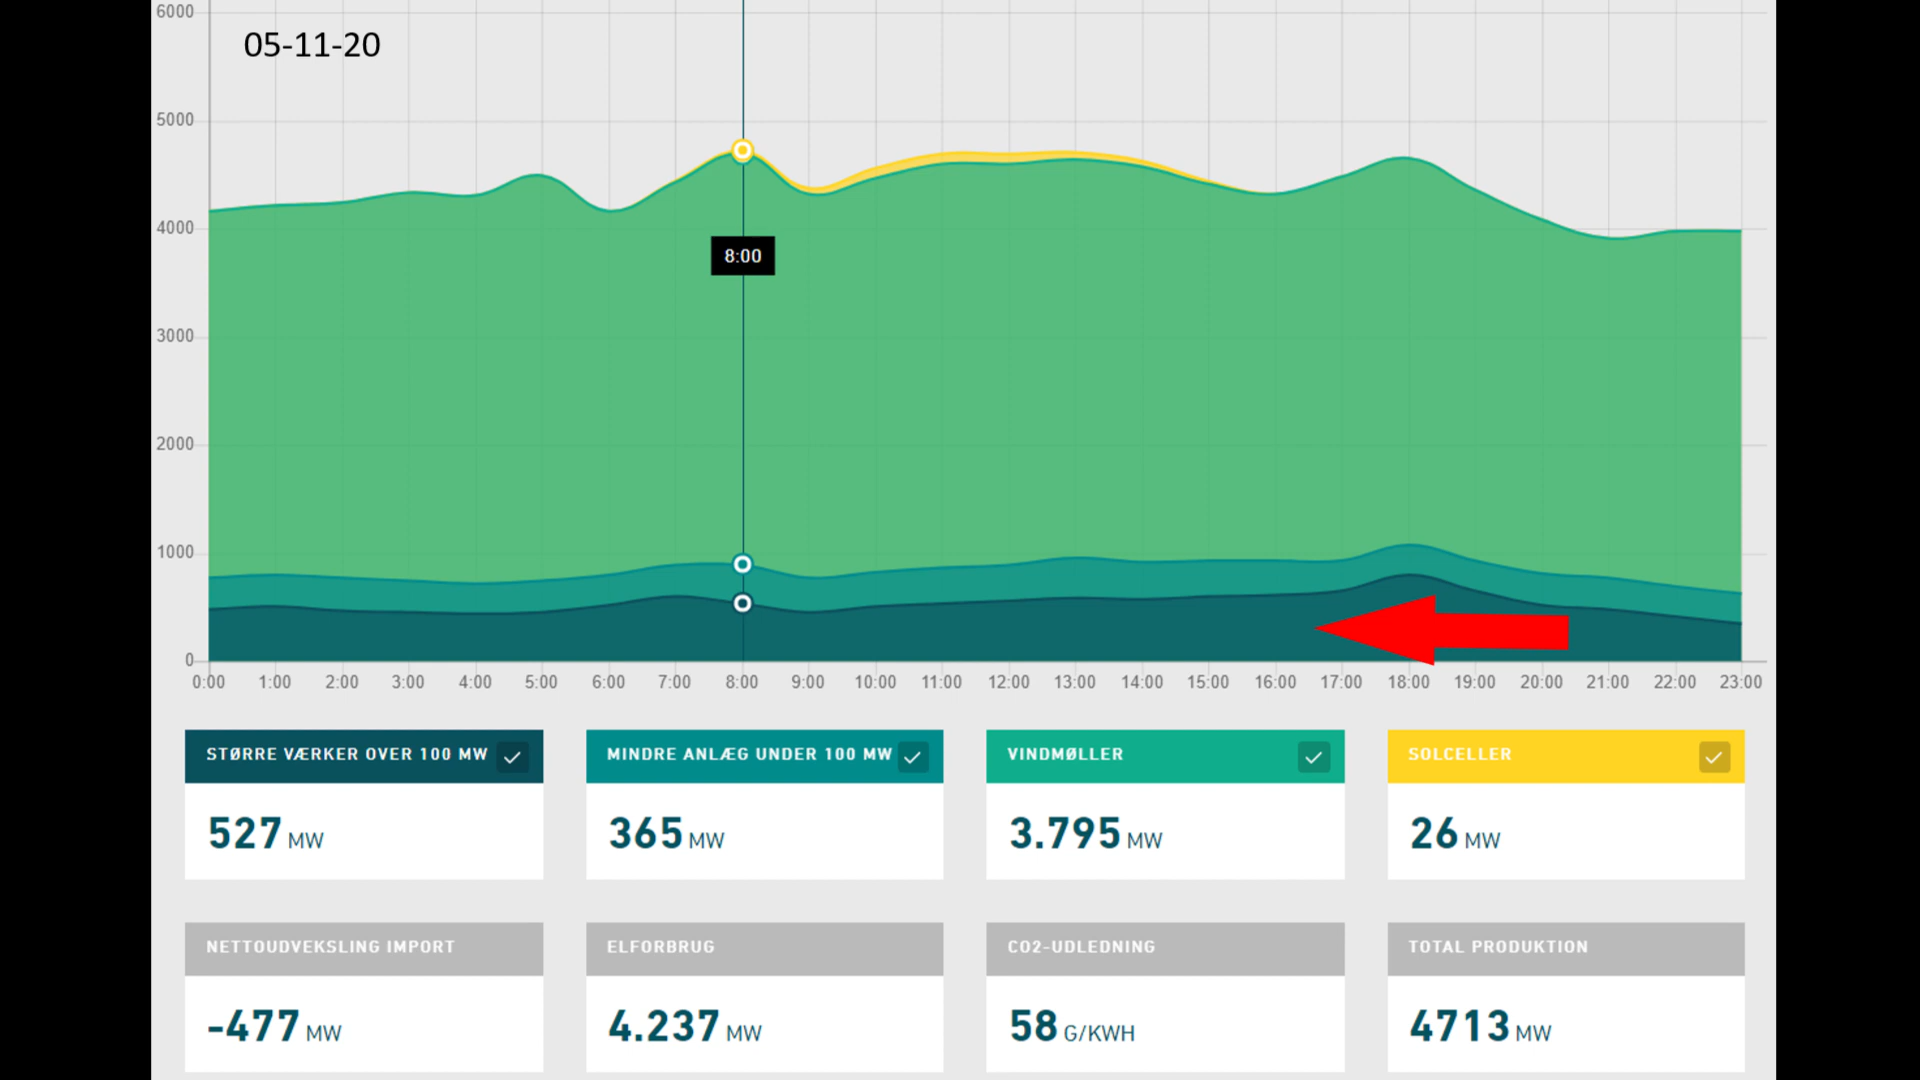 6000
05-11-20
5000
4000
8:00
3000
2000
1000
0
0:00 1:00 2:00 3:00 4:00 5:00 6:00 7:00 8:00 9:00 10:00 11:00 12:00 13:00 14:00 15:00 16:00 17:00 18:00 19:00 20:00 21:00 22:00 23:00
STØRRE VÆRKER OVER 100 MW
527 MW
MINDRE ANLÆG UNDER 100 MW
365 MW
VINDMØLLER
3.795 MW
SOLCELLER
26 MW
NETTOUDVEKSLING IMPORT
-477 MW
ELFORBRUG
4.237 MW
CO2-UDLEDNING
58 G/KWH
TOTAL PRODUKTION
4713 MW